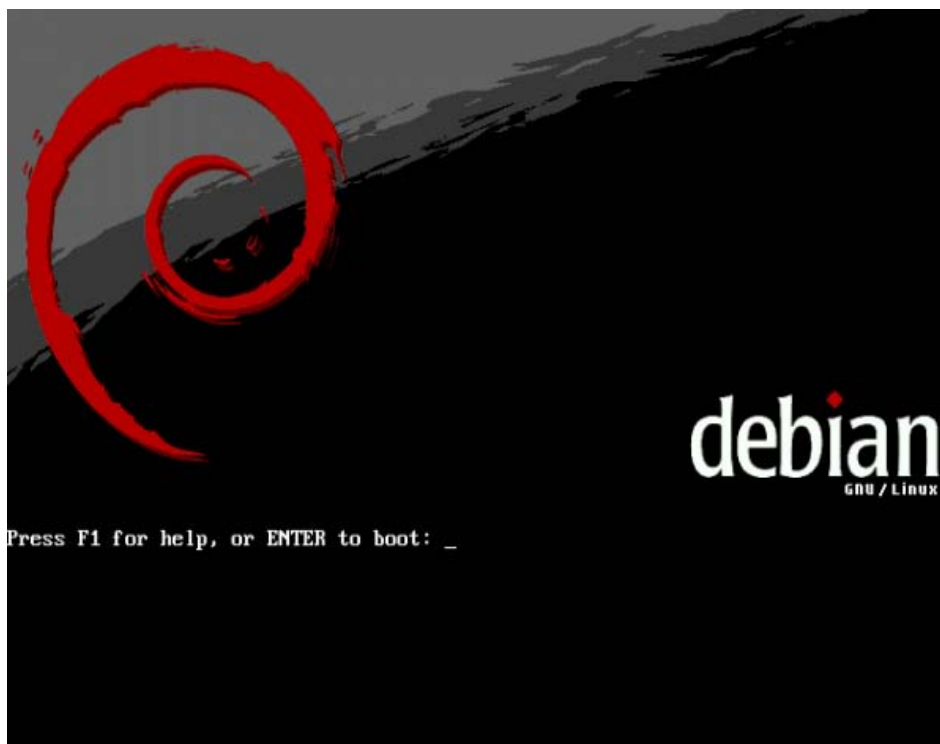 debian
GNU/Linux
Press F1 for help, or ENTER to boot: _